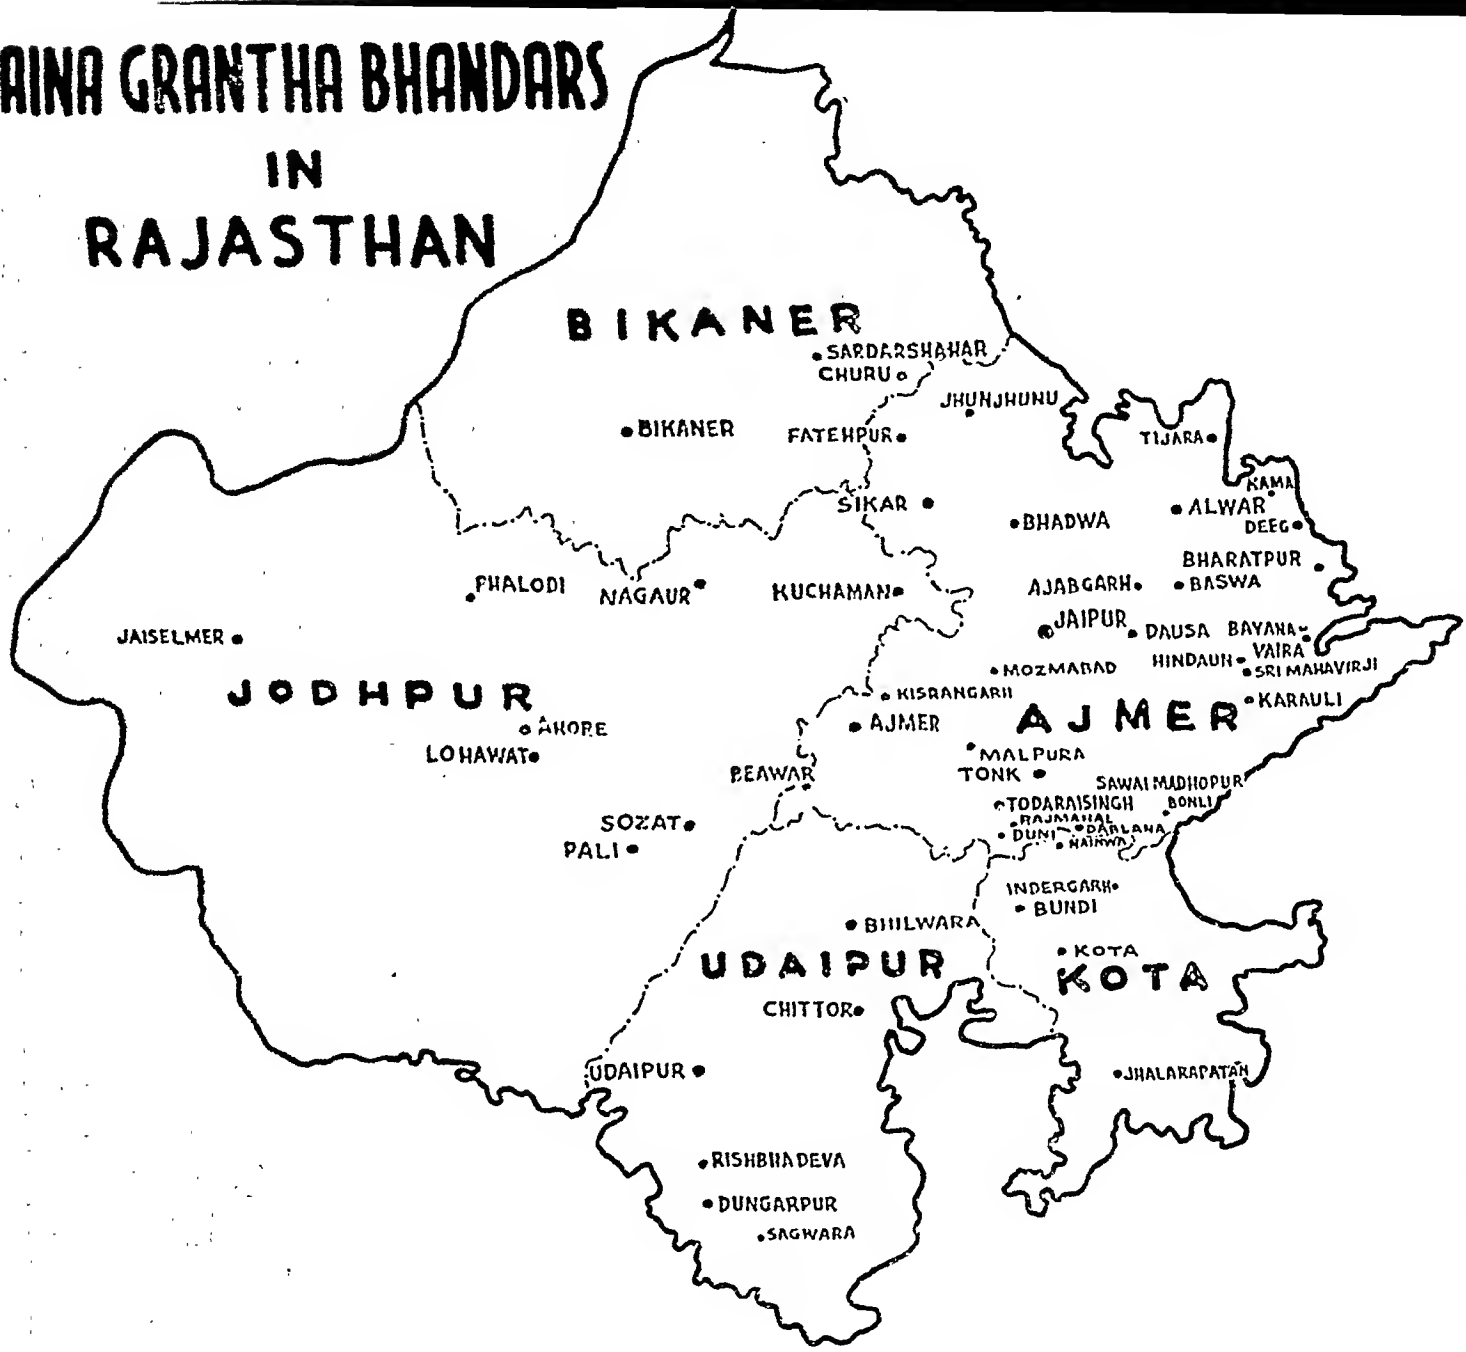 AINA GRANTHA BHANDARS
IN
RAJASTHAN
BIKANER
SARDARSHAHAR
CHURU
JHUNJHUNU
BIKANER
FATEHPUR
TIJARA
KAMA
SIKAR
ALWAR
BHADWA
DEEG
BHARATPUR
PHALODI
NAGAUR
KUCHAMAN
AJABGARH
BASWA
JAIPUR
DAUSA
BAYANA
JAISELMER
VAIRA
HINDAUN
MOZMABAD
SRI MAHAVIRJI
JODHPUR
KISHANGARH
KARAULI
AJMER
AJMER
AHORE
LOHAWAT
MALPURA
BEAWAR
TONK
SAWAI MADHOPUR
TODARAISINGH
BONLI
RAJMAHAL
SOZAT
DUNI
DABLANA
NAINWA
PALI
INDERGARH
BUNDI
BHILWARA
KOTA
UDAIPUR
KOTA
CHITTOR
UDAIPUR
JHALARAPATAN
RISHBHADEVA
DUNGARPUR
SAGWARA